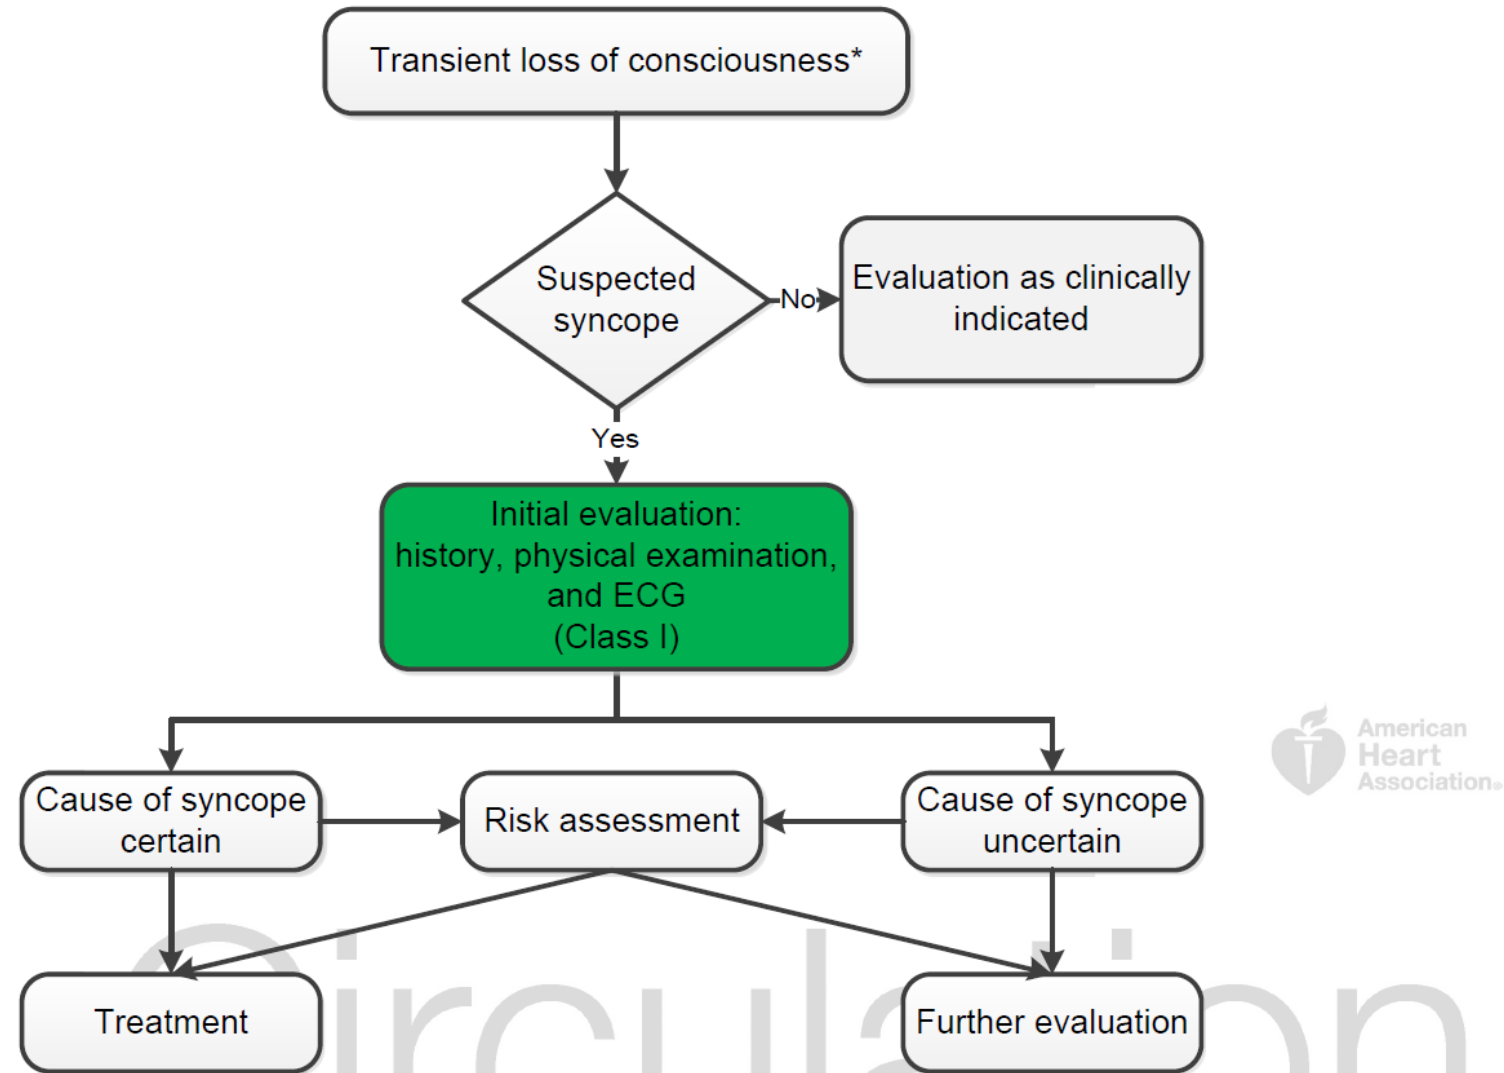 Transient loss of consciousness*
Suspected
syncope
No
Evaluation as clinically
indicated
Yes
Initial evaluation:
history, physical examination,
and ECG
(Class I)
American
Heart
Association®
Cause of syncope
certain
Risk assessment
Cause of syncope
uncertain
Circulation
Treatment
Further evaluation